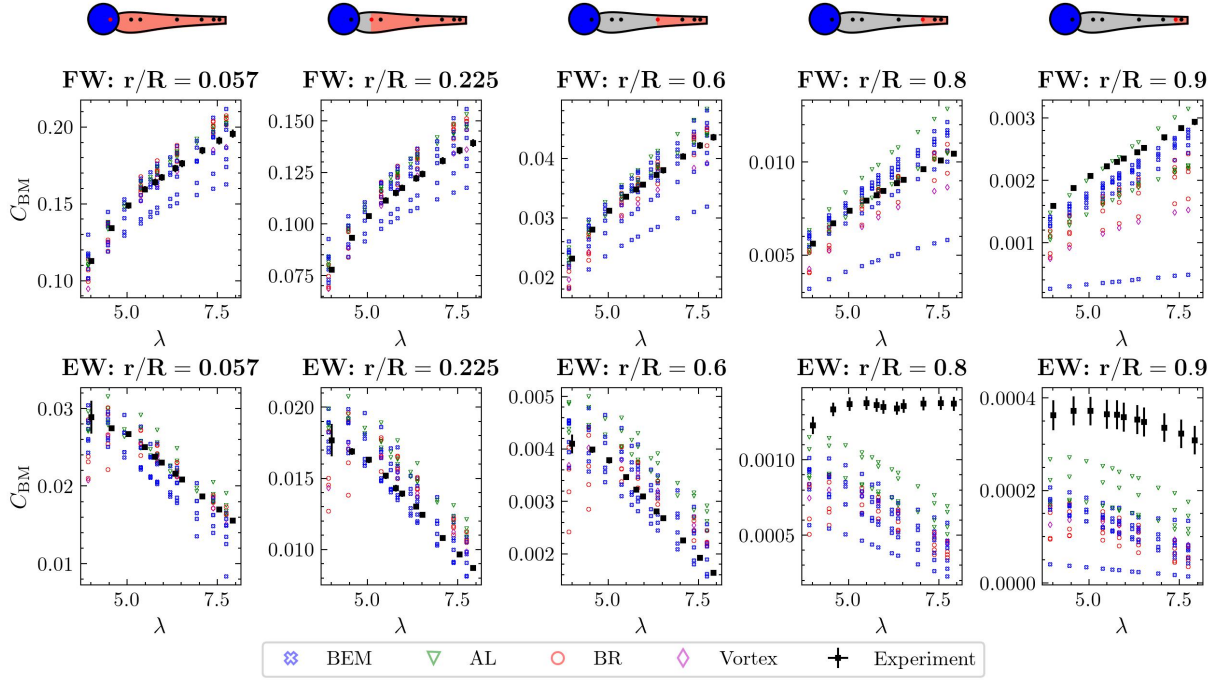 FW: r/R = 0.057 FW: r/R = 0.225 FW: r/R = 0.6 FW: r/R = 0.8 FW: r/R = 0.9
C_BM
0.20
0.15
0.10
5.0 7.5
λ
0.150
0.125
0.100
0.075
5.0 7.5
λ
0.04
0.03
0.02
5.0 7.5
λ
0.010
0.005
5.0 7.5
λ
0.003
0.002
0.001
0.000
5.0 7.5
λ
EW: r/R = 0.057 EW: r/R = 0.225 EW: r/R = 0.6 EW: r/R = 0.8 EW: r/R = 0.9
C_BM
0.03
0.02
0.01
5.0 7.5
λ
0.020
0.015
0.010
5.0 7.5
λ
0.005
0.004
0.003
0.002
5.0 7.5
λ
0.0010
0.0005
5.0 7.5
λ
0.0004
0.0002
0.0000
5.0 7.5
λ
BEM AL BR Vortex Experiment